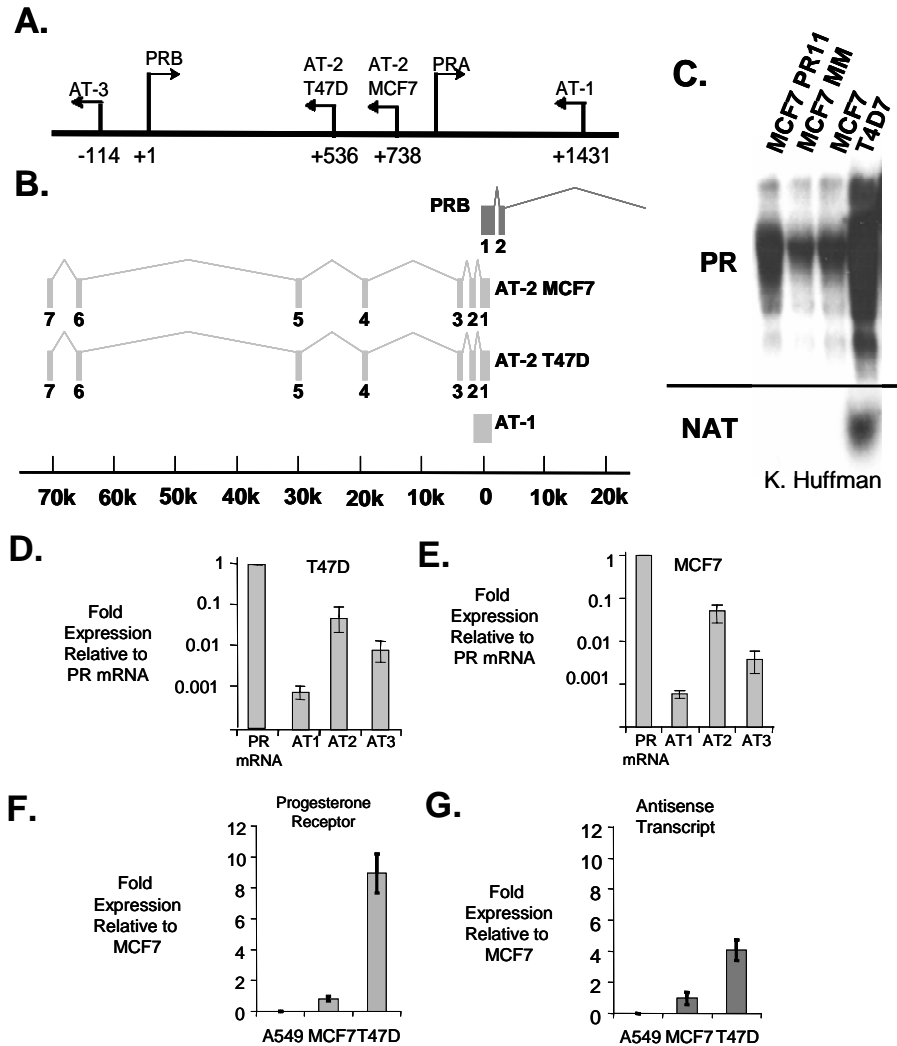 A.
PRB
AT-3
AT-2
T47D
AT-2
MCF7
PRA
AT-1
-114 +1 +536 +738 +1431
B.
PRB
1 2
AT-2 MCF7
7 6 5 4 3 2 1
AT-2 T47D
7 6 5 4 3 2 1
AT-1
70k 60k 50k 40k 30k 20k 10k 0 10k 20k
C.
MCF7 PR11
MCF7 MM
MCF7
T4D7
PR
NAT
K. Huffman
D.
T47D
Fold
Expression
Relative to
PR mRNA
1
0.1
0.01
0.001
PR
mRNA
AT1 AT2 AT3
E.
MCF7
Fold
Expression
Relative to
PR mRNA
1
0.1
0.01
0.001
PR
mRNA
AT1 AT2 AT3
F.
Progesterone
Receptor
Fold
Expression
Relative to
MCF7
12
10
8
6
4
2
0
A549 MCF7 T47D
G.
Antisense
Transcript
Fold
Expression
Relative to
MCF7
12
10
8
6
4
2
0
A549 MCF7 T47D